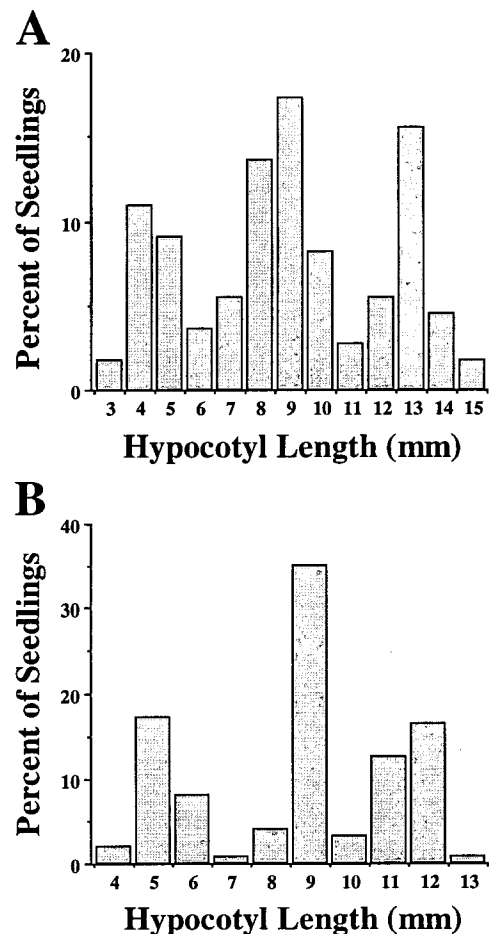 A
20
10
0
Percent of Seedlings
3 4 5 6 7 8 9 10 11 12 13 14 15
Hypocotyl Length (mm)
B
40
30
20
10
0
Percent of Seedlings
4 5 6 7 8 9 10 11 12 13
Hypocotyl Length (mm)